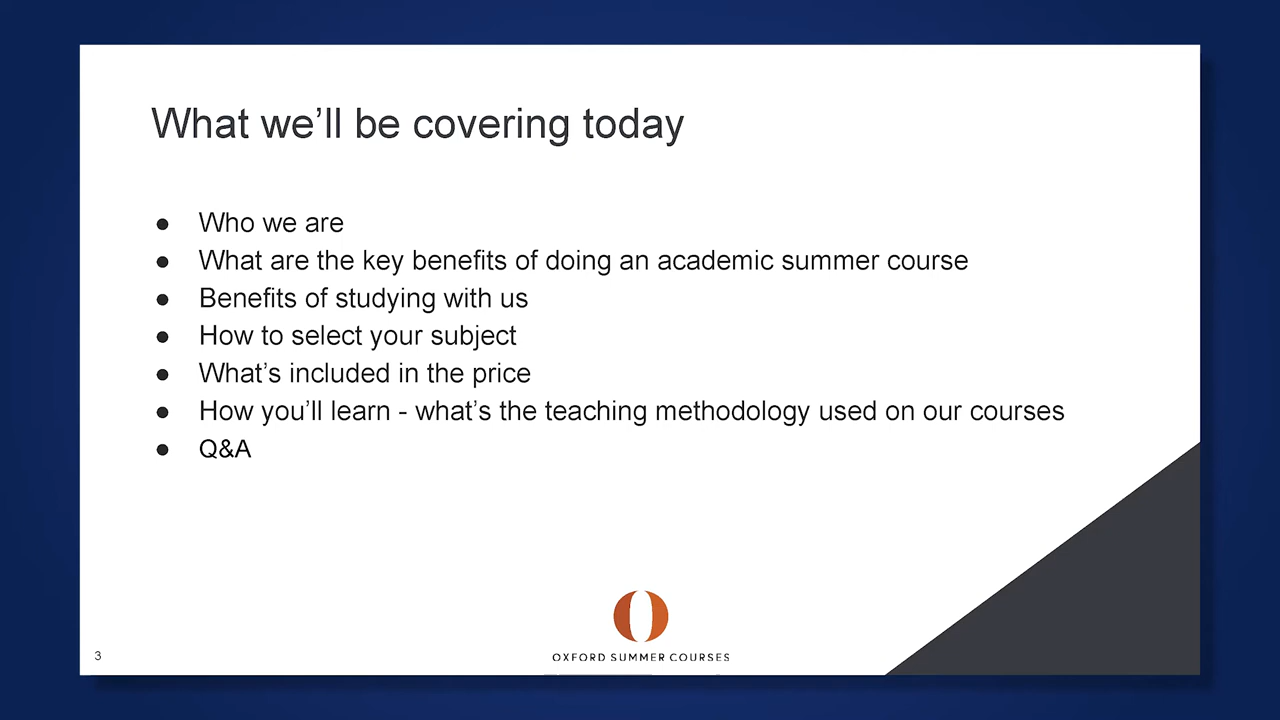 What we’ll be covering today
● Who we are
● What are the key benefits of doing an academic summer course
● Benefits of studying with us
● How to select your subject
● What’s included in the price
● How you’ll learn - what’s the teaching methodology used on our courses
● Q&A
OXFORD SUMMER COURSES
3